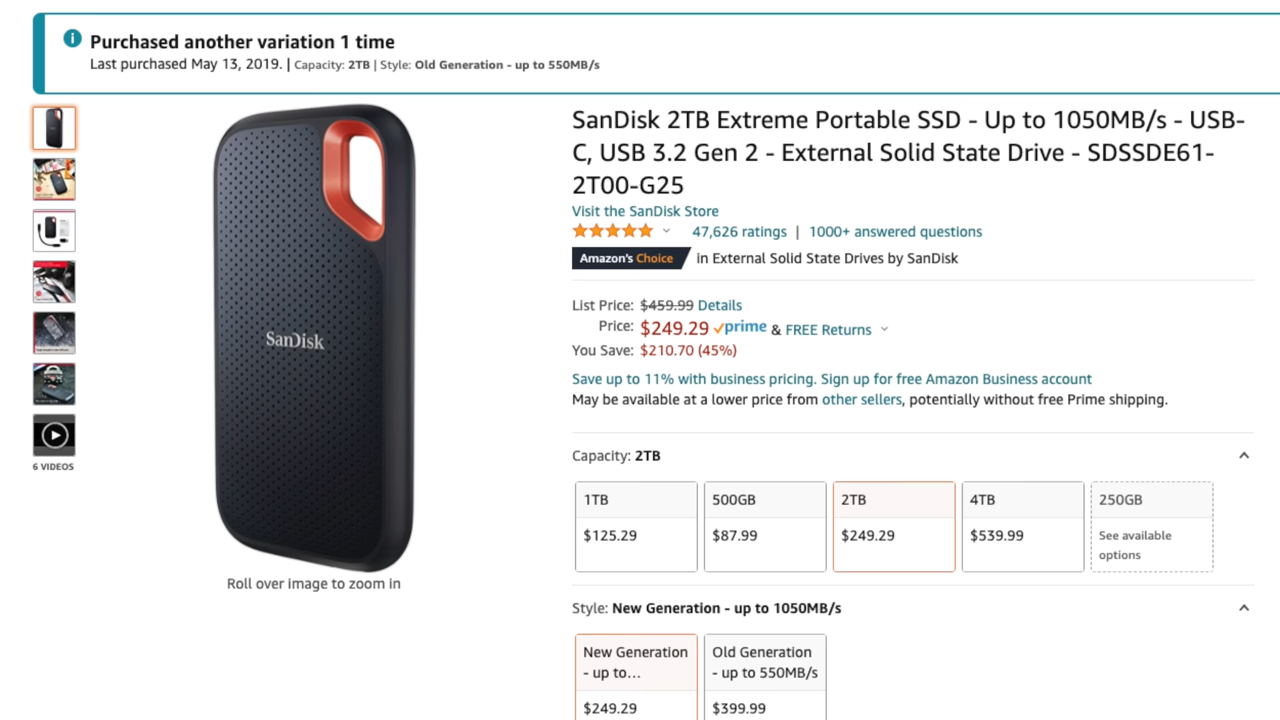 Purchased another variation 1 time
Last purchased May 13, 2019. | Capacity: 2TB | Style: Old Generation - up to 550MB/s
SanDisk 2TB Extreme Portable SSD - Up to 1050MB/s - USB-
C, USB 3.2 Gen 2 - External Solid State Drive - SDSSDE61-
2T00-G25
Visit the SanDisk Store
47,626 ratings | 1000+ answered questions
Amazon's Choice in External Solid State Drives by SanDisk
List Price: $459.99 Details
Price: $249.29 prime & FREE Returns
You Save: $210.70 (45%)
Save up to 11% with business pricing. Sign up for free Amazon Business account
May be available at a lower price from other sellers, potentially without free Prime shipping.
Capacity: 2TB
1TB 500GB 2TB 4TB 250GB
$125.29 $87.99 $249.29 $539.99 See available
options
Style: New Generation - up to 1050MB/s
New Generation Old Generation
- up to… - up to 550MB/s
$249.29 $399.99
SanDisk
6 VIDEOS
Roll over image to zoom in